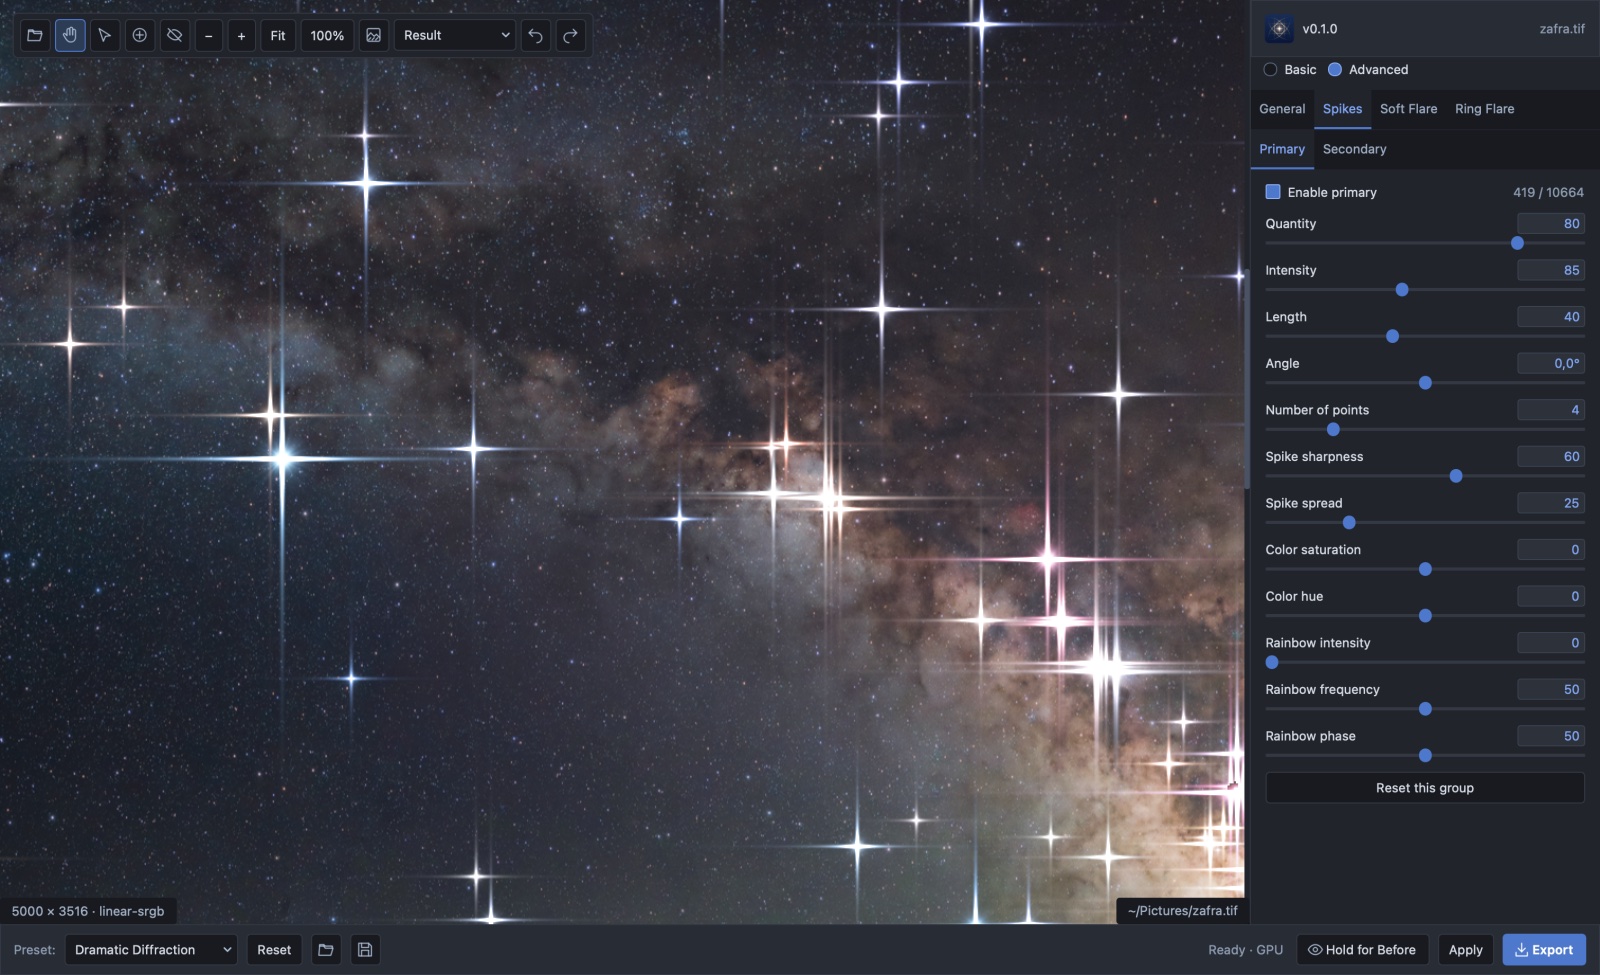 Fit
100%
Result
v0.1.0
zafra.tif
Basic
Advanced
General
Spikes
Soft Flare
Ring Flare
Primary
Secondary
Enable primary
419 / 10664
Quantity
80
Intensity
85
Length
40
Angle
0,0°
Number of points
4
Spike sharpness
60
Spike spread
25
Color saturation
0
Color hue
0
Rainbow intensity
0
Rainbow frequency
50
Rainbow phase
50
Reset this group
5000 × 3516 · linear-srgb
~/Pictures/zafra.tif
Preset:
Dramatic Diffraction
Reset
Ready · GPU
Hold for Before
Apply
Export